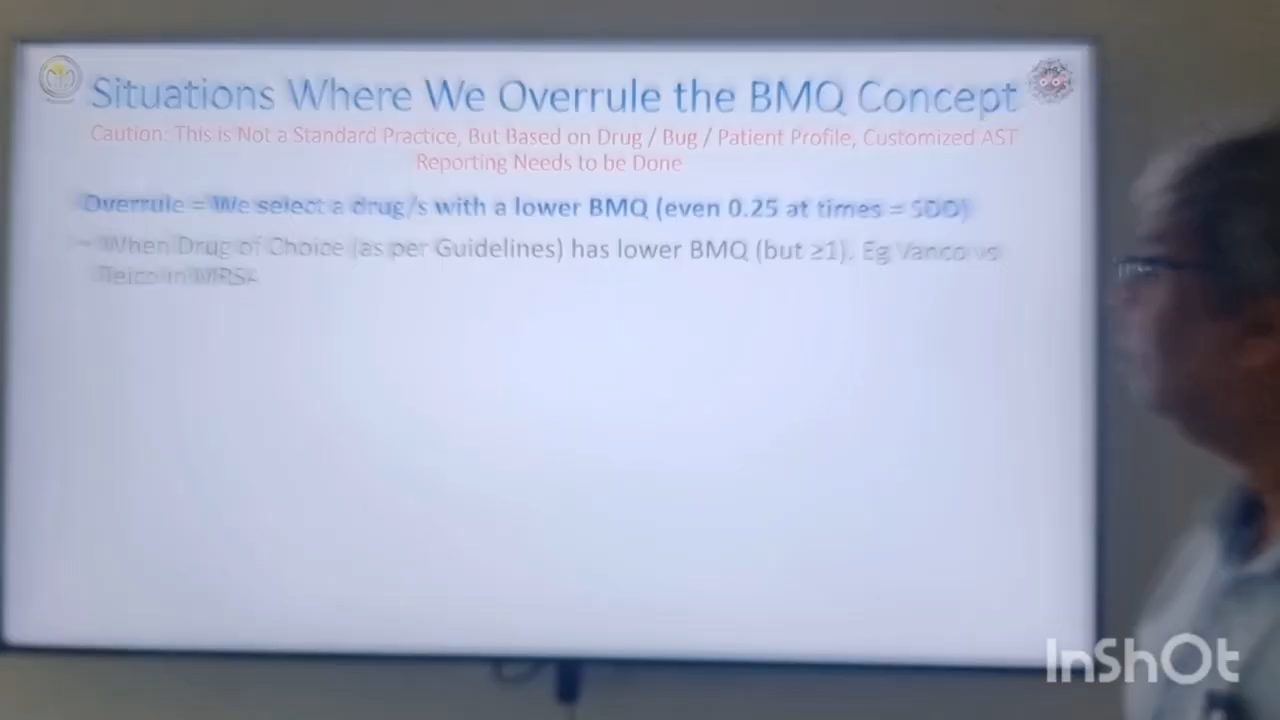 Situations Where We Overrule the BMQ Concept
Caution: This is Not a Standard Practice, But Based on Drug / Bug / Patient Profile, Customized AST
Reporting Needs to be Done
Overrule = We select a drug/s with a lower BMQ (even 0.25 at times = SDD)
– When Drug of Choice (as per Guidelines) has lower BMQ (but ≥1). Eg Vanco vs
Teico in MRSA
InShOt